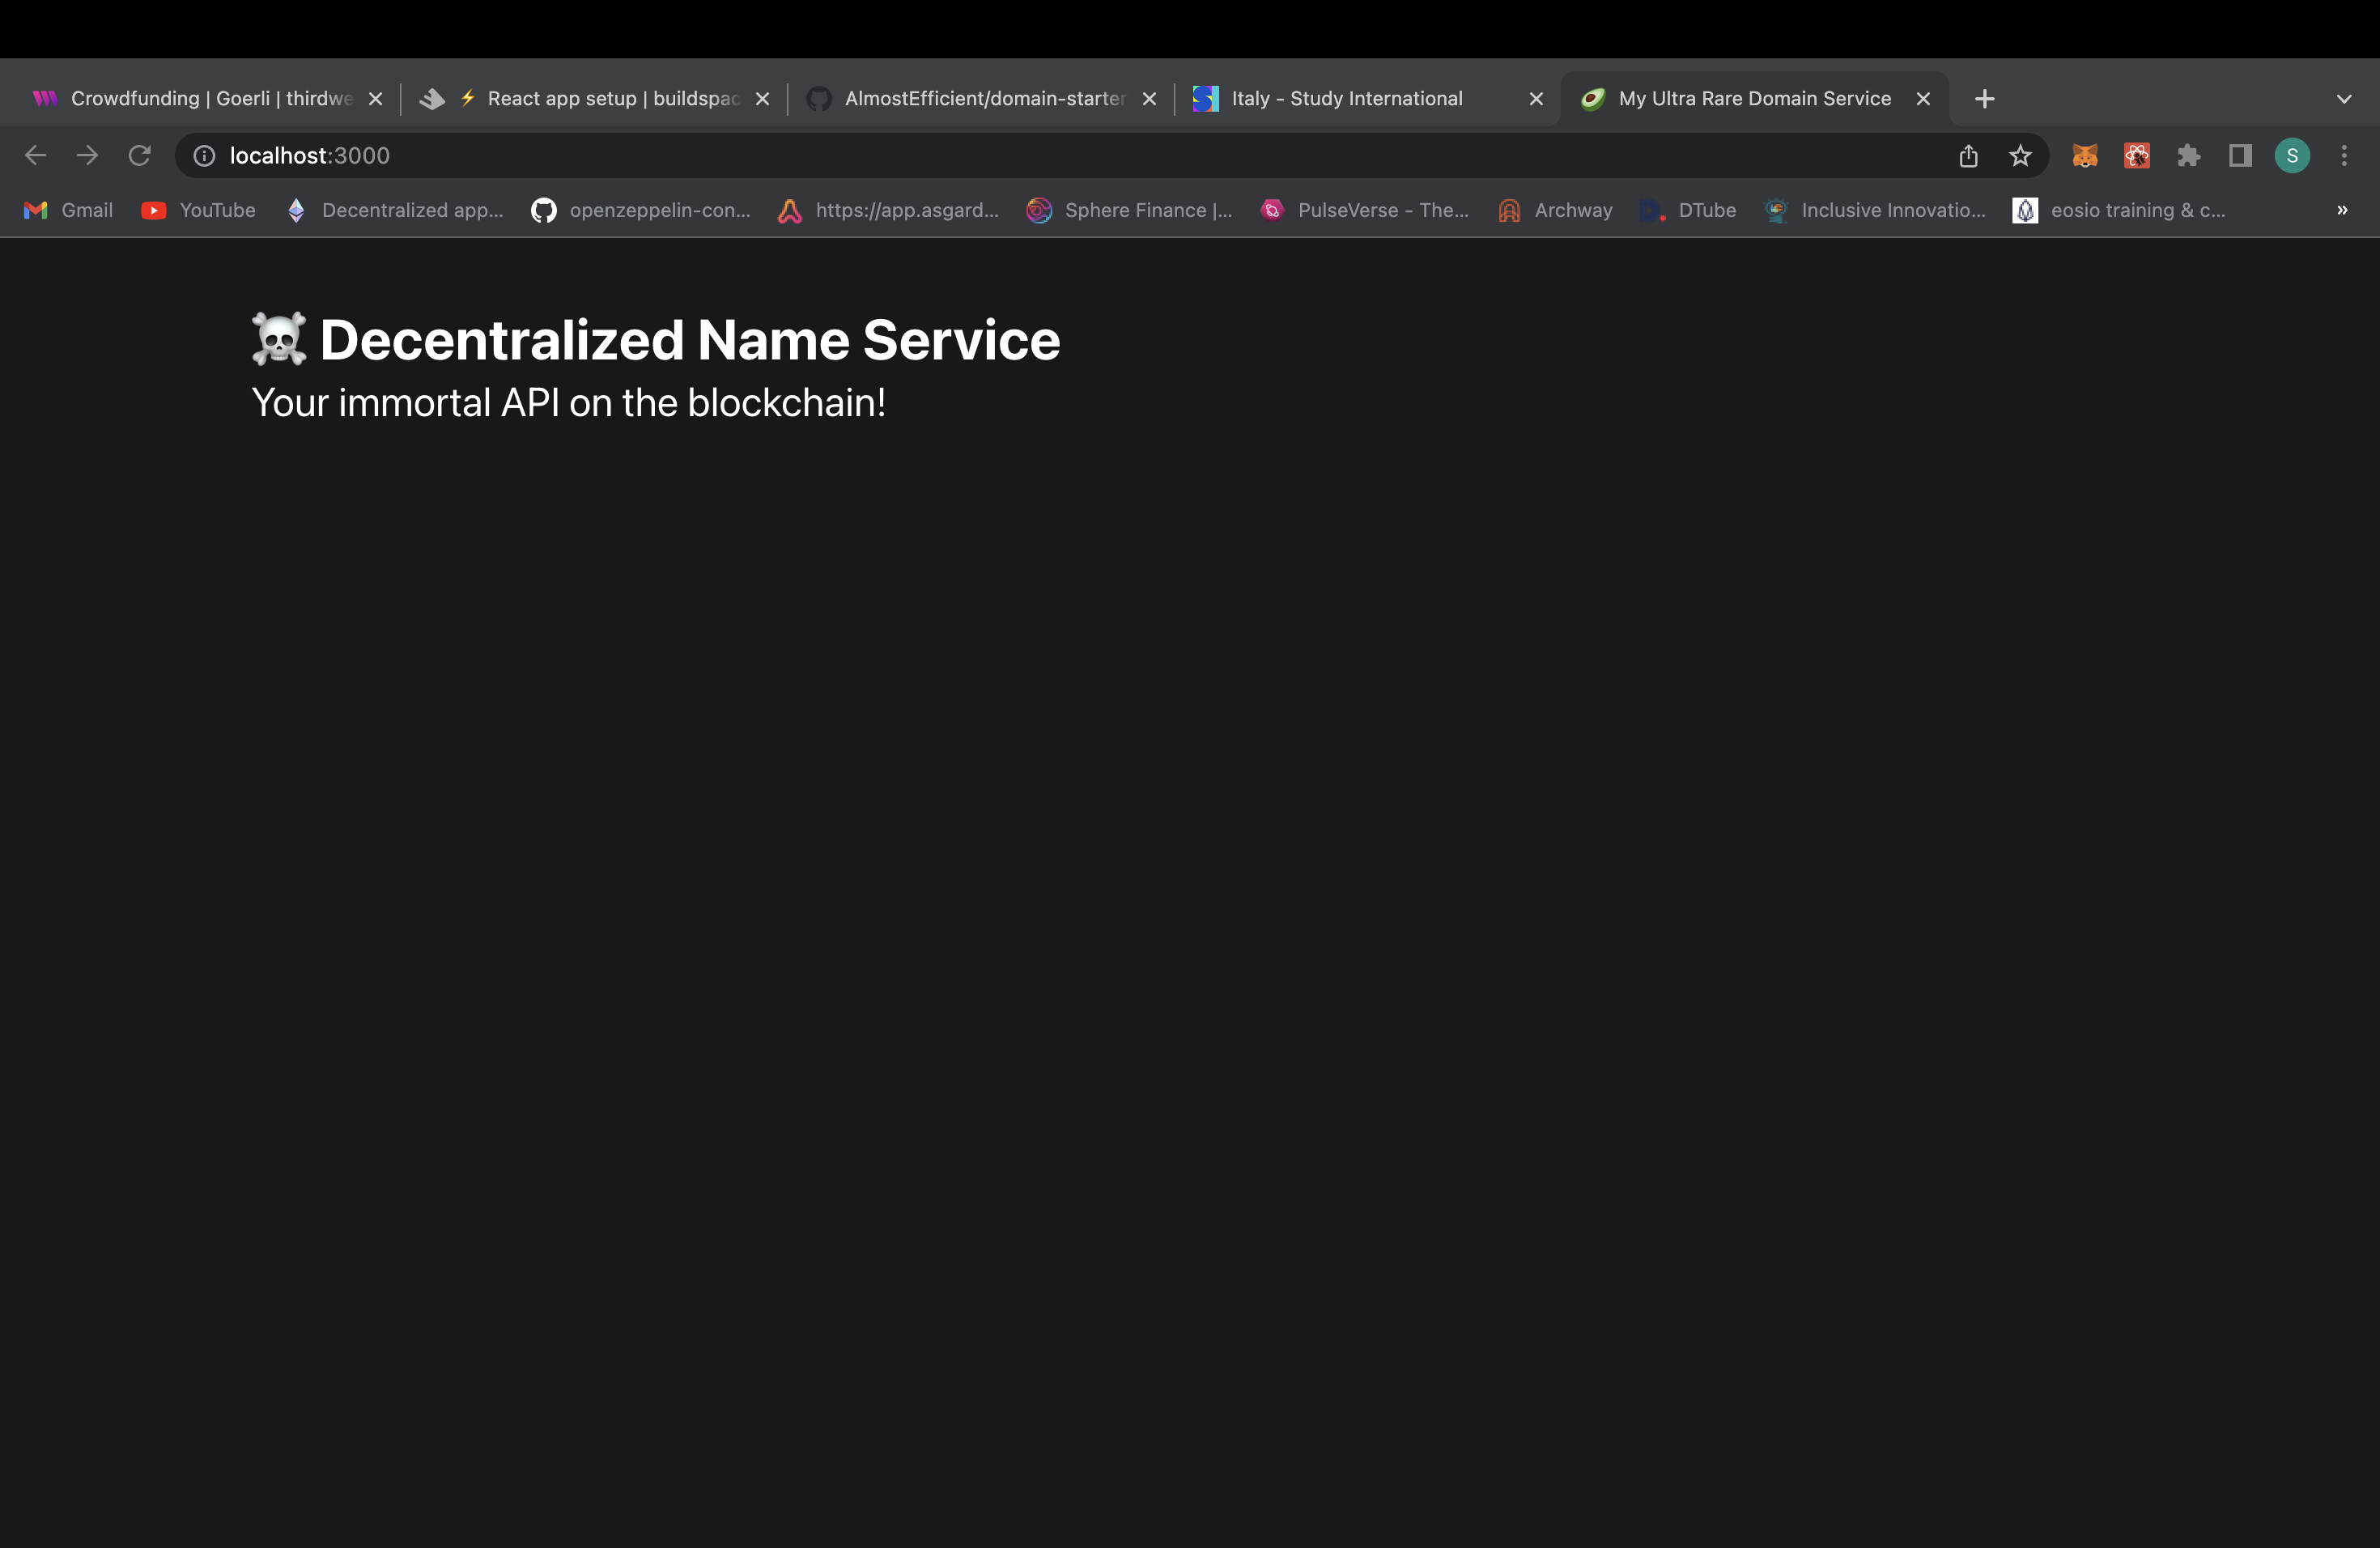 Crowdfunding | Goerli | thirdwe
⚡ React app setup | buildspac
AlmostEfficient/domain-starter
Italy - Study International
My Ultra Rare Domain Service
localhost:3000
S
Gmail
YouTube
Decentralized app...
openzeppelin-con...
https://app.asgard...
Sphere Finance |...
PulseVerse - The...
Archway
DTube
Inclusive Innovatio...
eosio training & c...
»
☠️ Decentralized Name Service
Your immortal API on the blockchain!